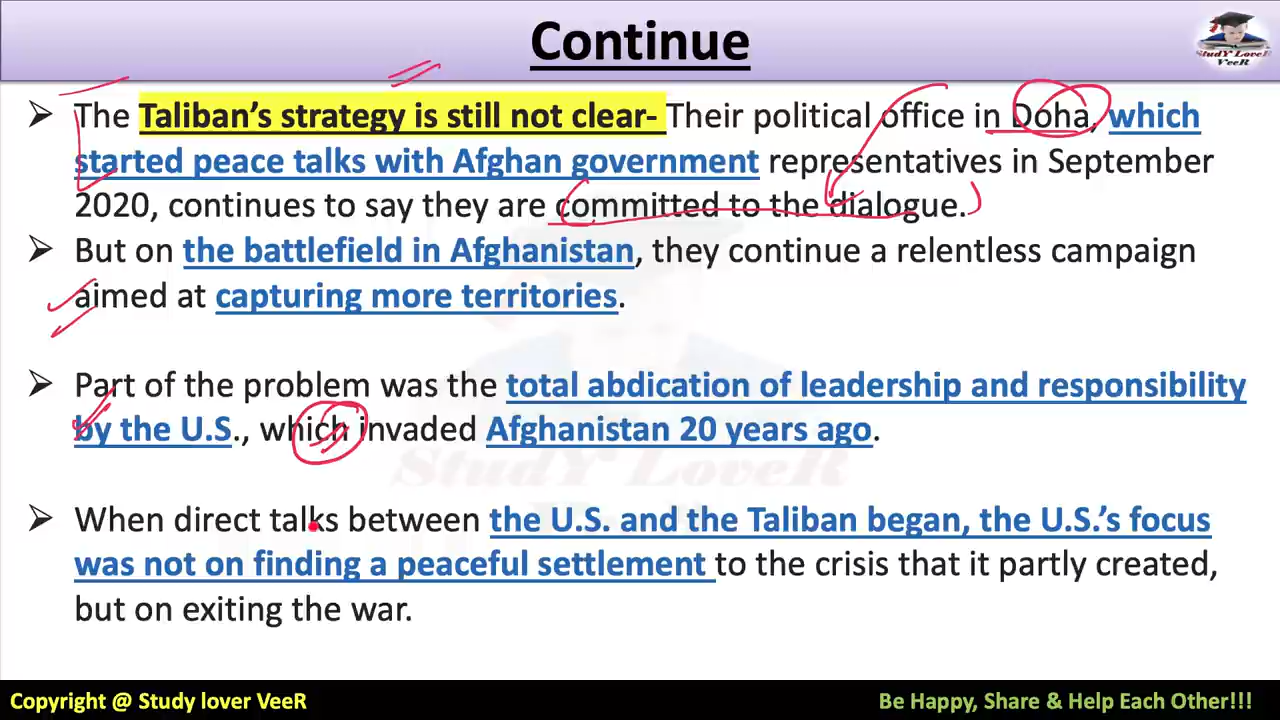 Continue
StudY LoveR
VeeR
➢ The Taliban's strategy is still not clear- Their political office in Doha, which
started peace talks with Afghan government representatives in September
2020, continues to say they are committed to the dialogue.
➢ But on the battlefield in Afghanistan, they continue a relentless campaign
aimed at capturing more territories.
➢ Part of the problem was the total abdication of leadership and responsibility
by the U.S., which invaded Afghanistan 20 years ago.
StudY LoveR
➢ When direct talks between the U.S. and the Taliban began, the U.S.'s focus
was not on finding a peaceful settlement to the crisis that it partly created,
but on exiting the war.
Copyright @ Study lover VeeR
Be Happy, Share & Help Each Other!!!